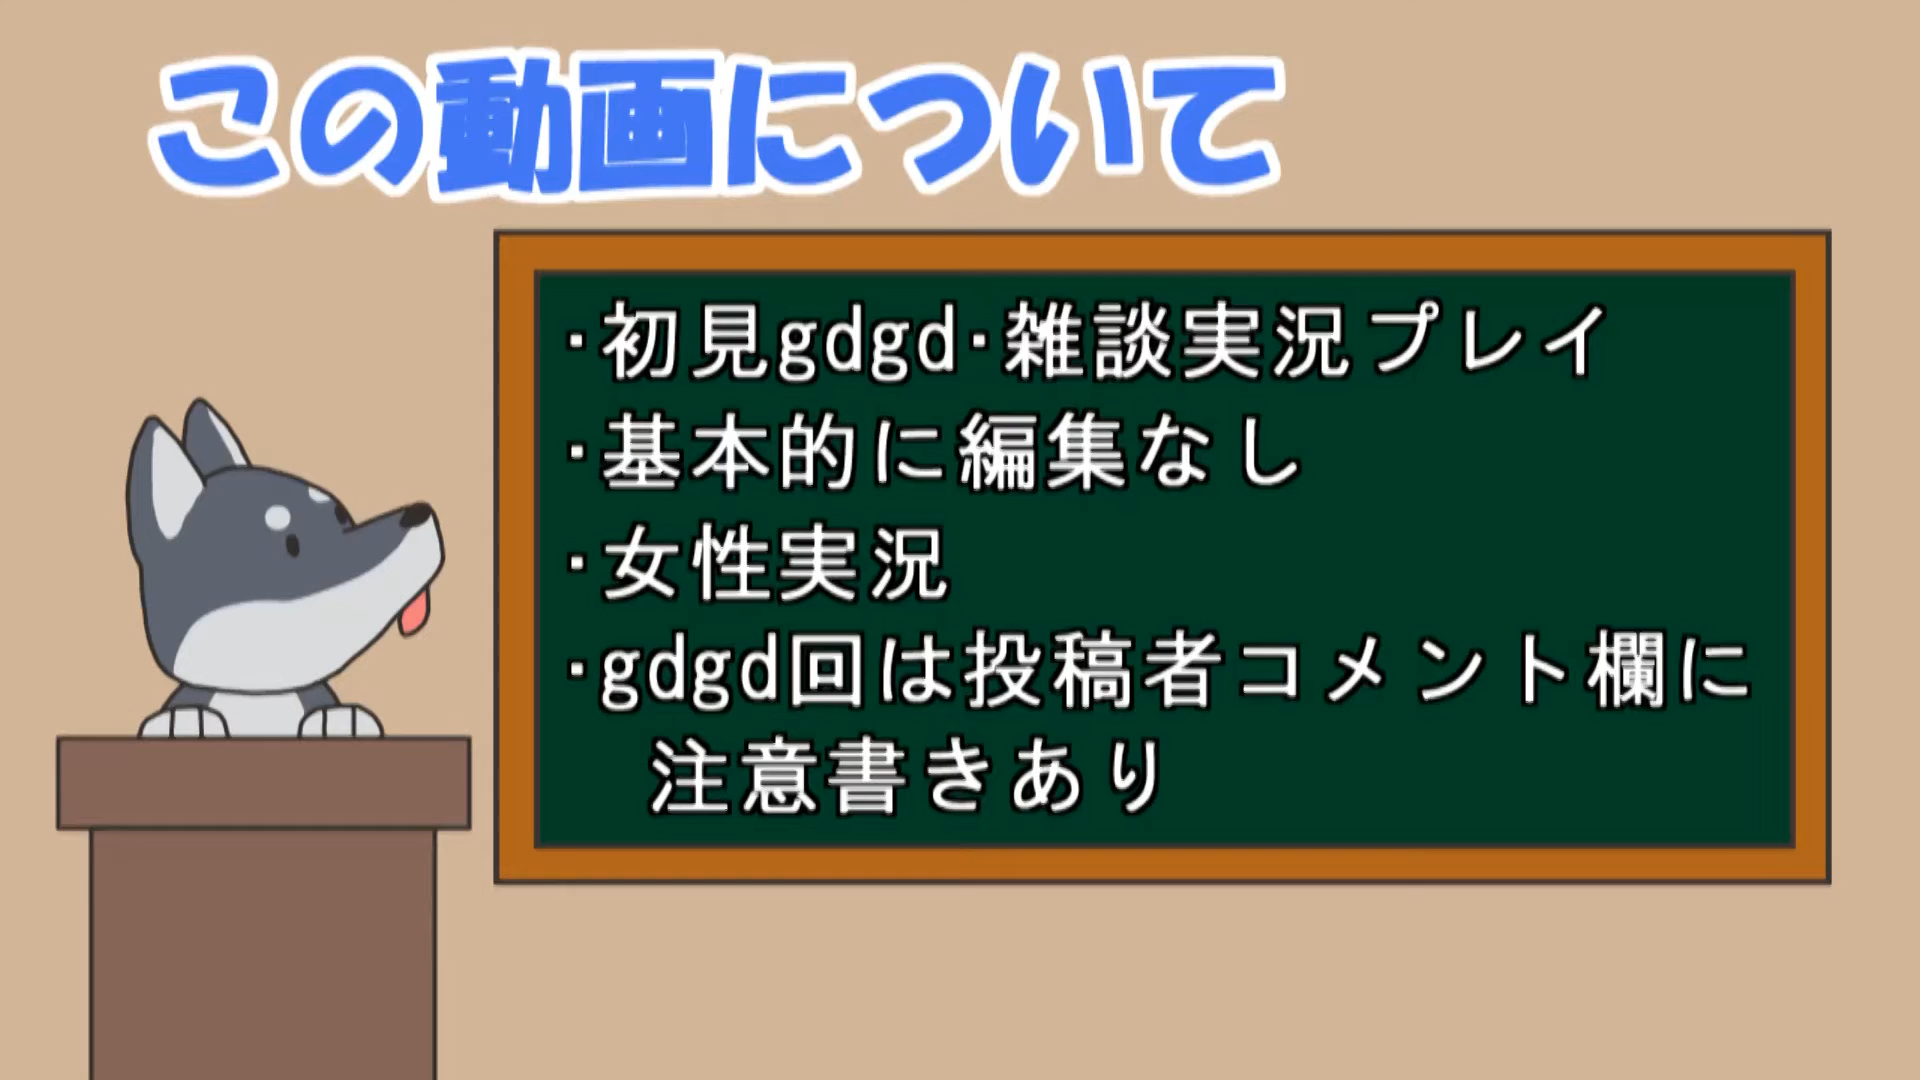 この動画について
・初見gdgd・雑談実況プレイ
・基本的に編集なし
・女性実況
・gdgd回は投稿者コメント欄に
注意書きあり